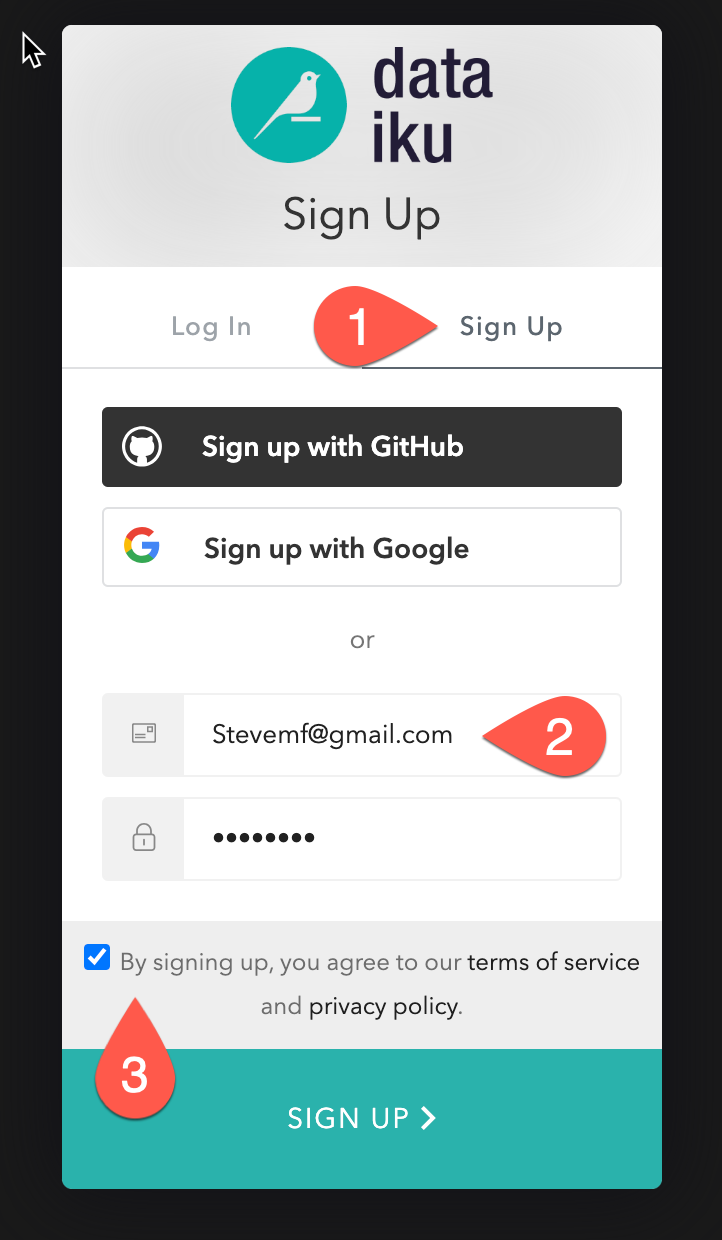 data
iku
Sign Up
Log In
1
Sign Up
Sign up with GitHub
Sign up with Google
or
Stevemf@gmail.com
2
••••••••
By signing up, you agree to our terms of service
and privacy policy.
3
SIGN UP